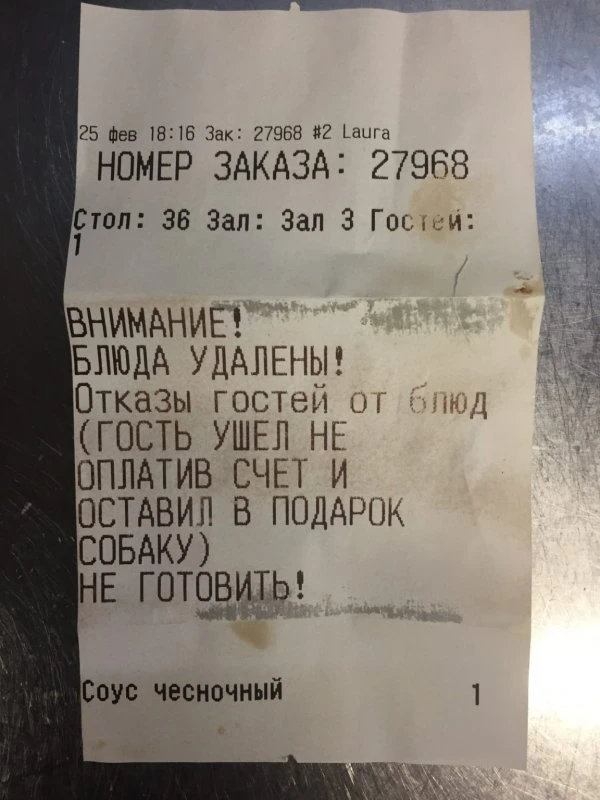 25 фев 18:16 Зак: 27968 #2 Laura
НОМЕР ЗАКАЗА: 27968
Стол: 36 Зал: Зал 3 Гостей:
1
ВНИМАНИЕ!
БЛЮДА УДАЛЕНЫ!
Отказы гостей от блюд
(ГОСТЬ УШЕЛ НЕ
ОПЛАТИВ СЧЕТ И
ОСТАВИЛ В ПОДАРОК
СОБАКУ)
НЕ ГОТОВИТЬ!
Соус чесночный 1